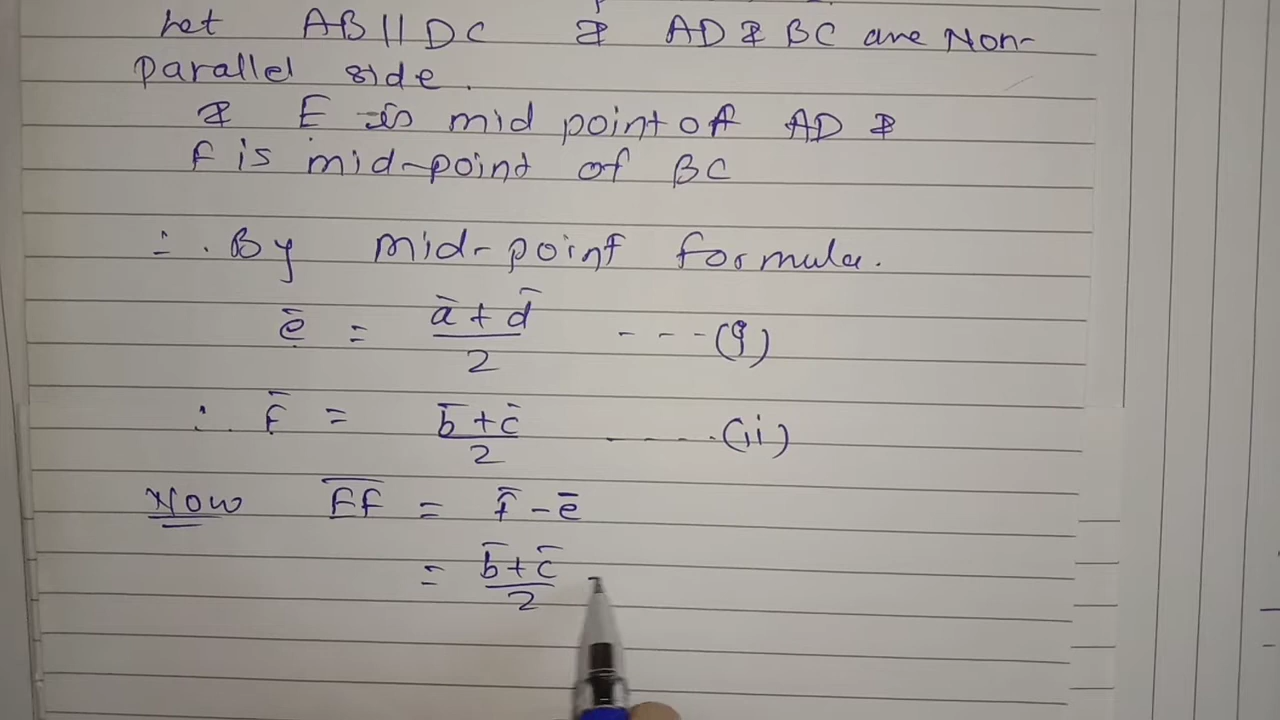 Let AB || DC & AD & BC are Non-
parallel side.
& E is mid point of AD &
F is mid-point of BC
∴ By mid-point formula.
ē = (ā + d̄)/2 ----(i)
∴ f̄ = (b̄ + c̄)/2 -----(ii)
Now E̅F̅ = f̄ - ē
= (b̄ + c̄)/2 -